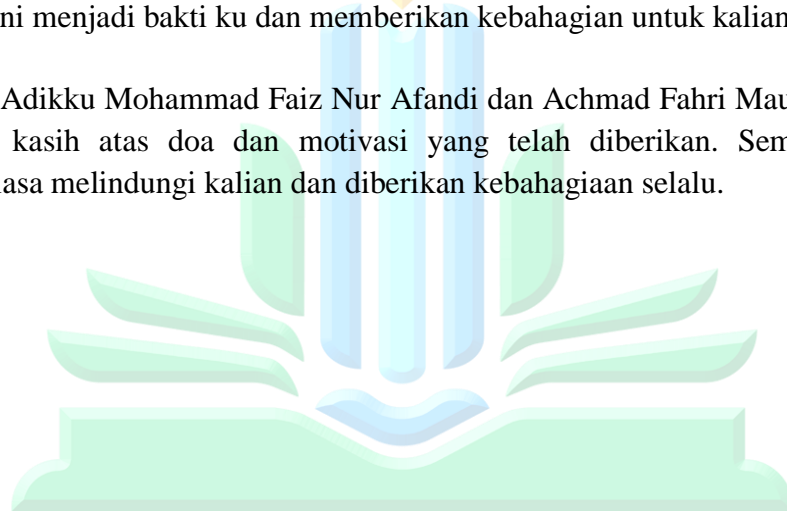 ni menjadi bakti ku dan memberikan kebahagian untuk kalian
Adikku Mohammad Faiz Nur Afandi dan Achmad Fahri Mau
kasih atas doa dan motivasi yang telah diberikan. Sem
asa melindungi kalian dan diberikan kebahagiaan selalu.